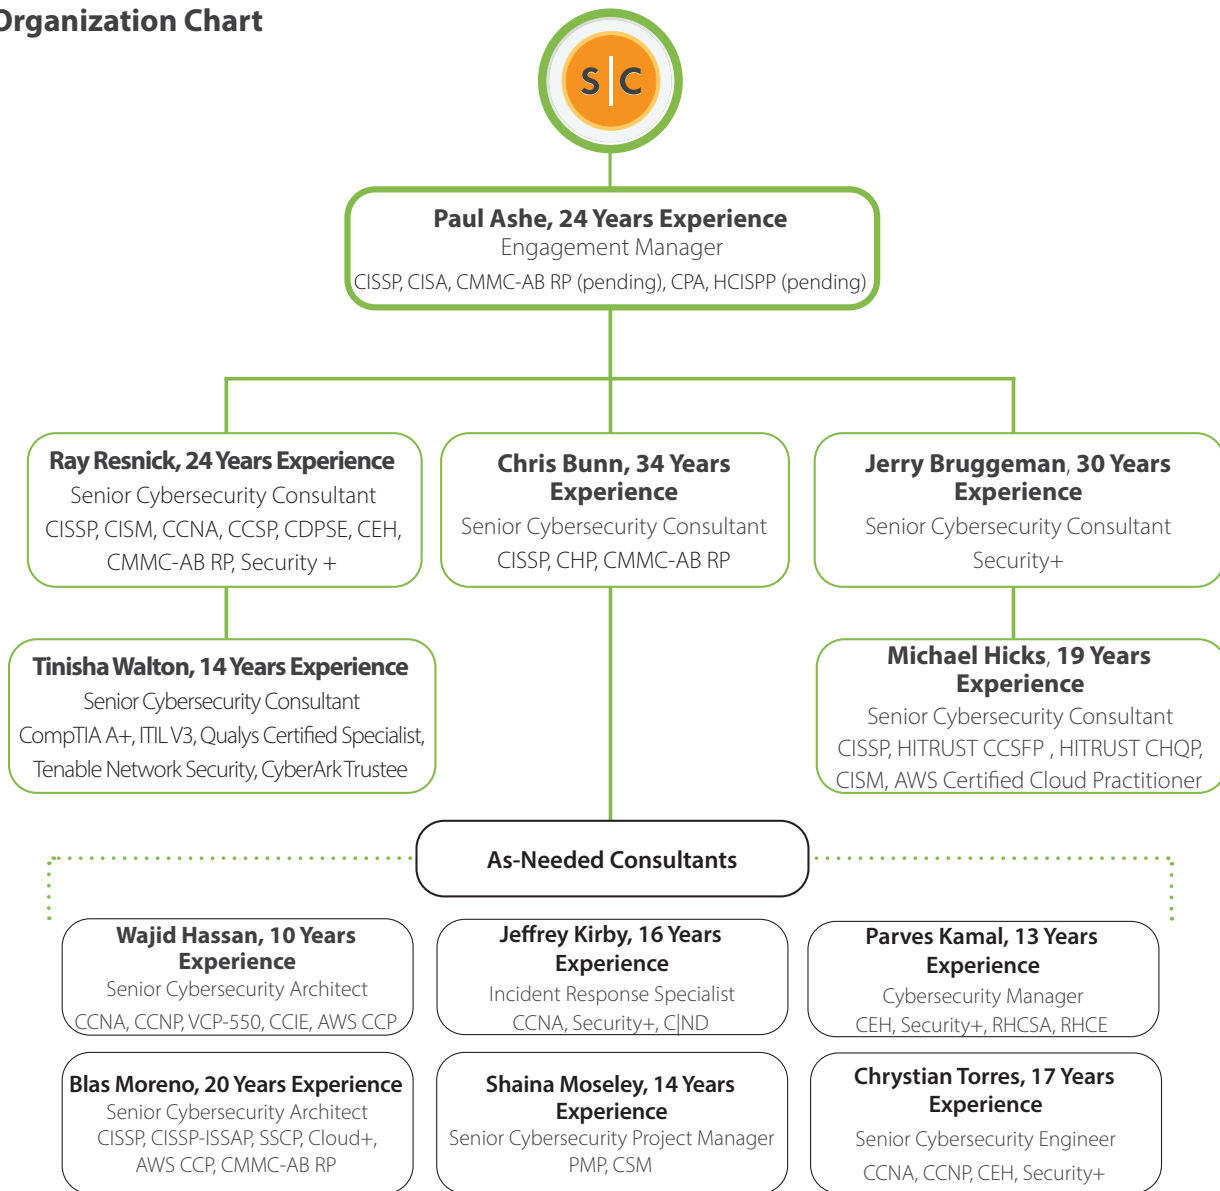 Organization Chart
S|C
Paul Ashe, 24 Years Experience
Engagement Manager
CISSP, CISA, CMMC-AB RP (pending), CPA, HCISPP (pending)
Ray Resnick, 24 Years Experience
Senior Cybersecurity Consultant
CISSP, CISM, CCNA, CCSP, CDPSE, CEH,
CMMC-AB RP, Security +
Chris Bunn, 34 Years
Experience
Senior Cybersecurity Consultant
CISSP, CHP, CMMC-AB RP
Jerry Bruggeman, 30 Years
Experience
Senior Cybersecurity Consultant
Security+
Tinisha Walton, 14 Years Experience
Senior Cybersecurity Consultant
CompTIA A+, ITIL V3, Qualys Certified Specialist,
Tenable Network Security, CyberArk Trustee
Michael Hicks, 19 Years
Experience
Senior Cybersecurity Consultant
CISSP, HITRUST CCSFP , HITRUST CHQP,
CISM, AWS Certified Cloud Practitioner
As-Needed Consultants
Wajid Hassan, 10 Years
Experience
Senior Cybersecurity Architect
CCNA, CCNP, VCP-550, CCIE, AWS CCP
Jeffrey Kirby, 16 Years
Experience
Incident Response Specialist
CCNA, Security+, C|ND
Parves Kamal, 13 Years
Experience
Cybersecurity Manager
CEH, Security+, RHCSA, RHCE
Blas Moreno, 20 Years Experience
Senior Cybersecurity Architect
CISSP, CISSP-ISSAP, SSCP, Cloud+,
AWS CCP, CMMC-AB RP
Shaina Moseley, 14 Years
Experience
Senior Cybersecurity Project Manager
PMP, CSM
Chrystian Torres, 17 Years
Experience
Senior Cybersecurity Engineer
CCNA, CCNP, CEH, Security+